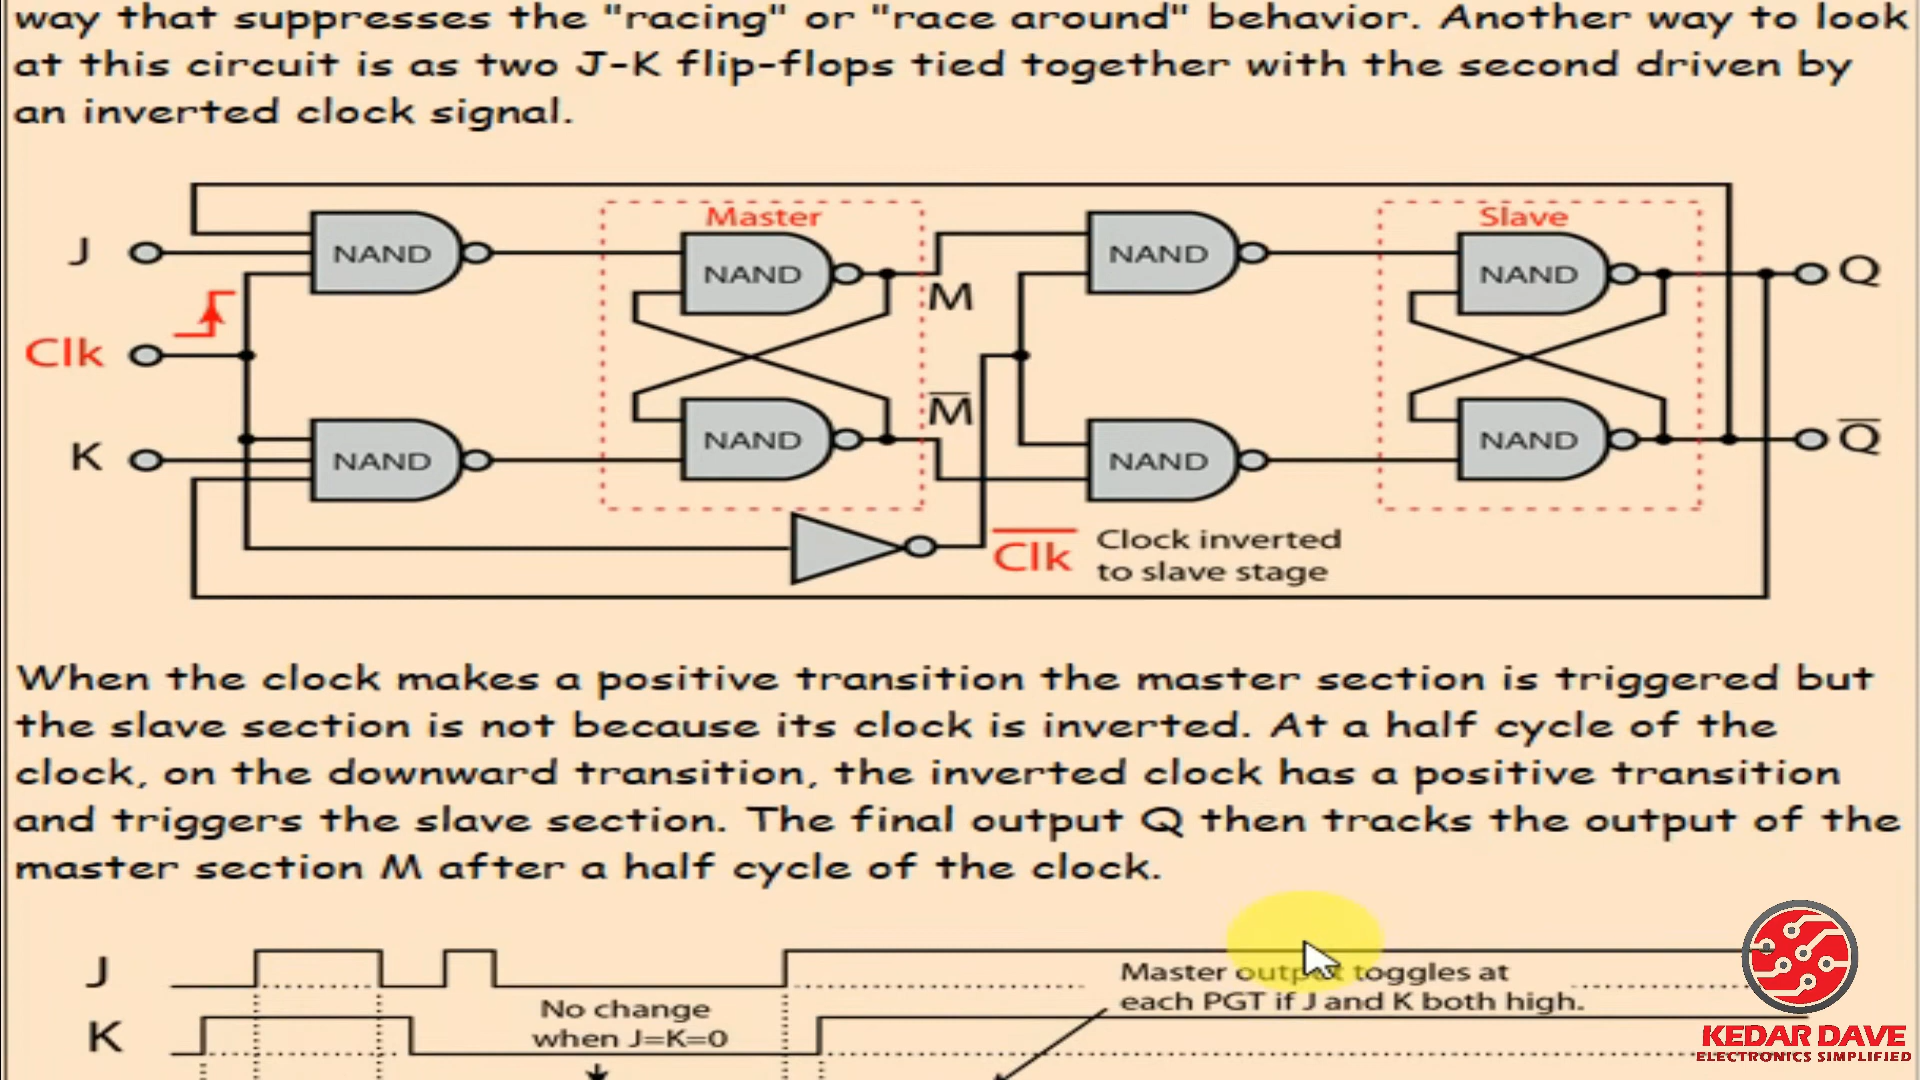 way that suppresses the "racing" or "race around" behavior. Another way to look
at this circuit is as two J-K flip-flops tied together with the second driven by
an inverted clock signal.
Master
Slave
J
NAND
NAND
M
NAND
NAND
Q
Clk
K
NAND
NAND
M̅
NAND
NAND
Q̅
C̅l̅k̅
Clock inverted
to slave stage
When the clock makes a positive transition the master section is triggered but
the slave section is not because its clock is inverted. At a half cycle of the
clock, on the downward transition, the inverted clock has a positive transition
and triggers the slave section. The final output Q then tracks the output of the
master section M after a half cycle of the clock.
J
Master output toggles at
each PGT if J and K both high.
No change
when J=K=0
K
KEDAR DAVE
ELECTRONICS SIMPLIFIED